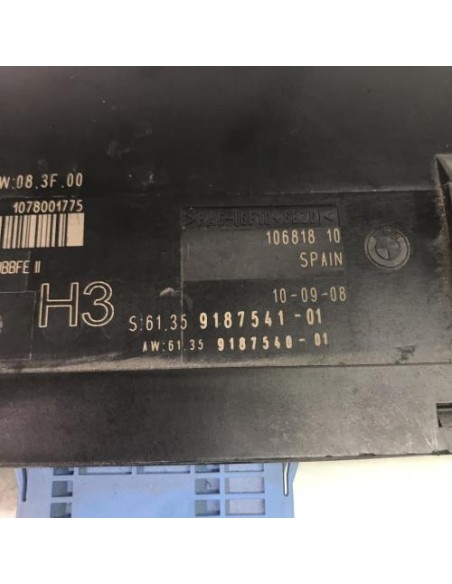 W:08.3F.00
1078001775
BBFE II
H3
106818 10
SPAIN
10-09-08
S:61.35 9187541-01
AW:61.35 9187540-01